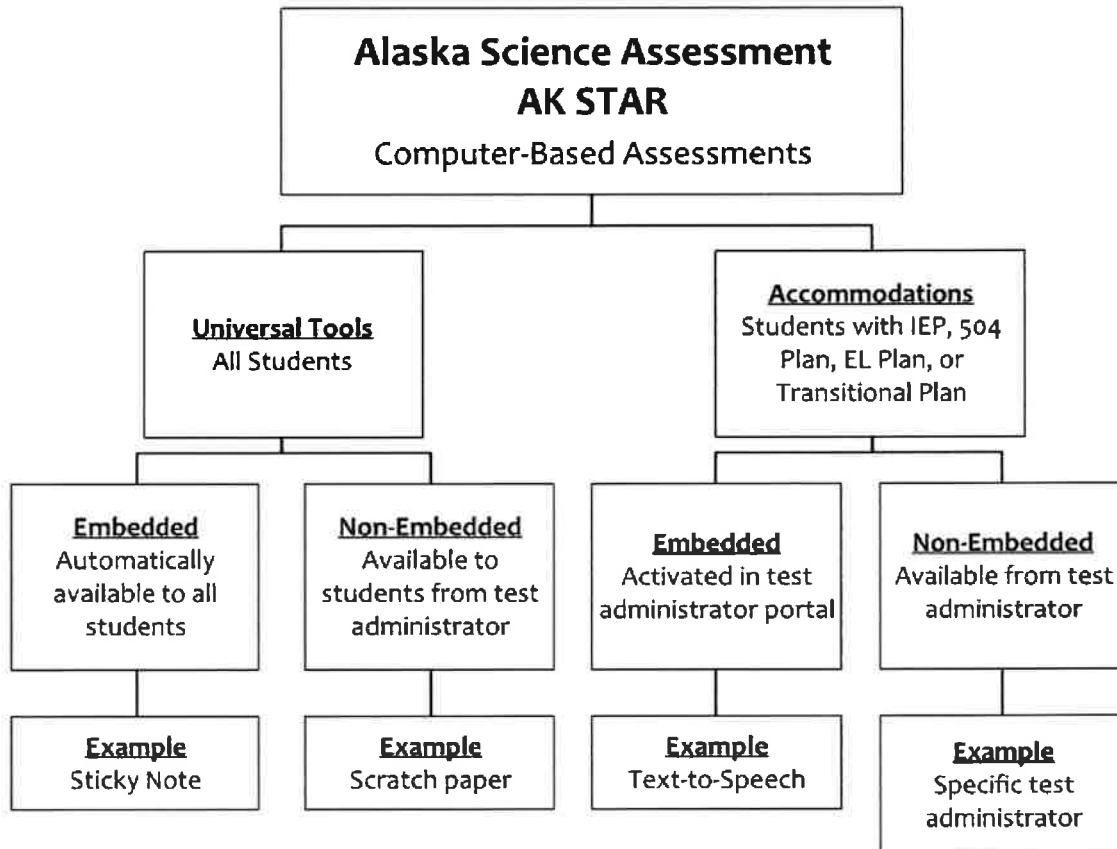 Alaska Science Assessment
AK STAR
Computer-Based Assessments
Universal Tools
All Students
Accommodations
Students with IEP, 504
Plan, EL Plan, or
Transitional Plan
Embedded
Automatically
available to all
students
Non-Embedded
Available to
students from test
administrator
Embedded
Activated in test
administrator portal
Non-Embedded
Available from test
administrator
Example
Sticky Note
Example
Scratch paper
Example
Text-to-Speech
Example
Specific test
administrator